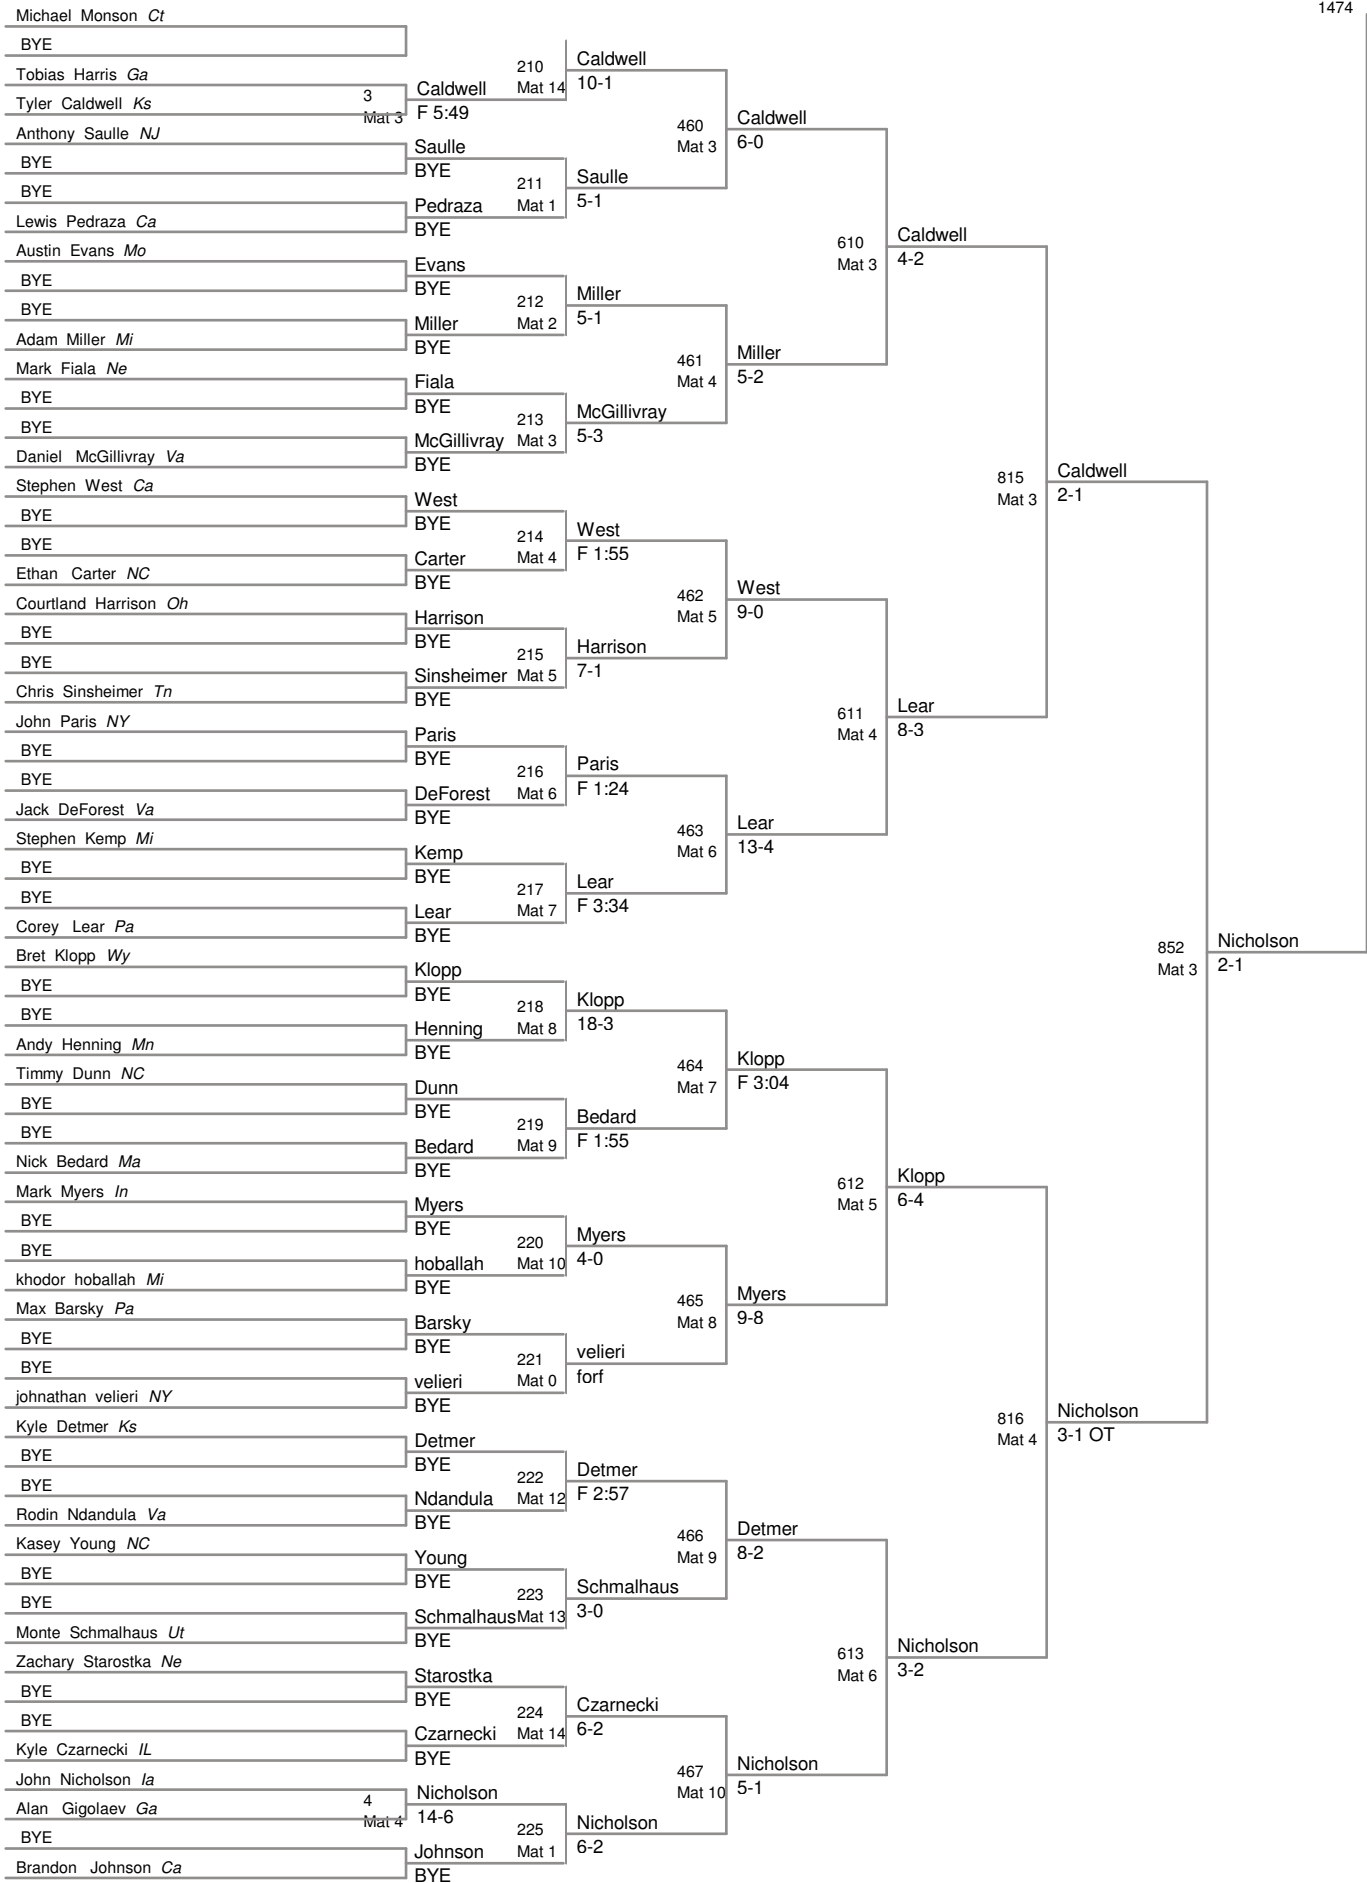 Michael Monson Ct
1474
BYE
Tobias Harris Ga
Tyler Caldwell Ks
3
Mat 3
Caldwell
F 5:49
210
Mat 14
Caldwell
10-1
Anthony Saulle NJ
BYE
Saulle
BYE
BYE
Lewis Pedraza Ca
Pedraza
BYE
211
Mat 1
Saulle
5-1
460
Mat 3
Caldwell
6-0
Austin Evans Mo
BYE
Evans
BYE
BYE
Adam Miller Mi
Miller
BYE
212
Mat 2
Miller
5-1
Mark Fiala Ne
BYE
Fiala
BYE
BYE
Daniel McGillivray Va
McGillivray
BYE
213
Mat 3
McGillivray
5-3
461
Mat 4
Miller
5-2
610
Mat 3
Caldwell
4-2
Stephen West Ca
BYE
West
BYE
BYE
Ethan Carter NC
Carter
BYE
214
Mat 4
West
F 1:55
Courtland Harrison Oh
BYE
Harrison
BYE
BYE
Chris Sinsheimer Tn
Sinsheimer
BYE
215
Mat 5
Harrison
7-1
462
Mat 5
West
9-0
John Paris NY
BYE
Paris
BYE
BYE
Jack DeForest Va
DeForest
BYE
216
Mat 6
Paris
F 1:24
Stephen Kemp Mi
BYE
Kemp
BYE
BYE
Corey Lear Pa
Lear
BYE
217
Mat 7
Lear
F 3:34
463
Mat 6
Lear
13-4
611
Mat 4
Lear
8-3
815
Mat 3
Caldwell
2-1
Bret Klopp Wy
BYE
Klopp
BYE
BYE
Andy Henning Mn
Henning
BYE
218
Mat 8
Klopp
18-3
Timmy Dunn NC
BYE
Dunn
BYE
BYE
Nick Bedard Ma
Bedard
BYE
219
Mat 9
Bedard
F 1:55
464
Mat 7
Klopp
F 3:04
Mark Myers In
BYE
Myers
BYE
BYE
khodor hoballah Mi
hoballah
BYE
220
Mat 10
Myers
4-0
Max Barsky Pa
BYE
Barsky
BYE
BYE
johnathan velieri NY
velieri
BYE
221
Mat 0
velieri
forf
465
Mat 8
Myers
9-8
612
Mat 5
Klopp
6-4
Kyle Detmer Ks
BYE
Detmer
BYE
BYE
Rodin Ndandula Va
Ndandula
BYE
222
Mat 12
Detmer
F 2:57
Kasey Young NC
BYE
Young
BYE
BYE
Monte Schmalhaus Ut
Schmalhaus
BYE
223
Mat 13
Schmalhaus
3-0
466
Mat 9
Detmer
8-2
Zachary Starostka Ne
BYE
Starostka
BYE
BYE
Kyle Czarnecki IL
Czarnecki
BYE
224
Mat 14
Czarnecki
6-2
John Nicholson Ia
Alan Gigolaev Ga
4
Mat 4
Nicholson
14-6
BYE
Brandon Johnson Ca
Johnson
BYE
225
Mat 1
Nicholson
6-2
467
Mat 10
Nicholson
5-1
613
Mat 6
Nicholson
3-2
816
Mat 4
Nicholson
3-1 OT
852
Mat 3
Nicholson
2-1